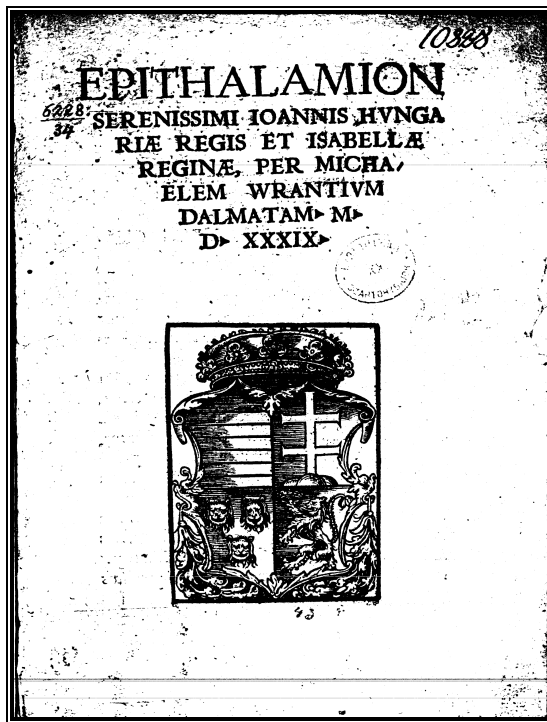 10888
EPITHALAMION
6228
34
SERENISSIMI IOANNIS HVNGA
RIÆ REGIS ET ISABELLÆ
REGINÆ, PER MICHA,
ELEM WRANTIVM
DALMATAM▸ M▸
D▸ XXXIX▸